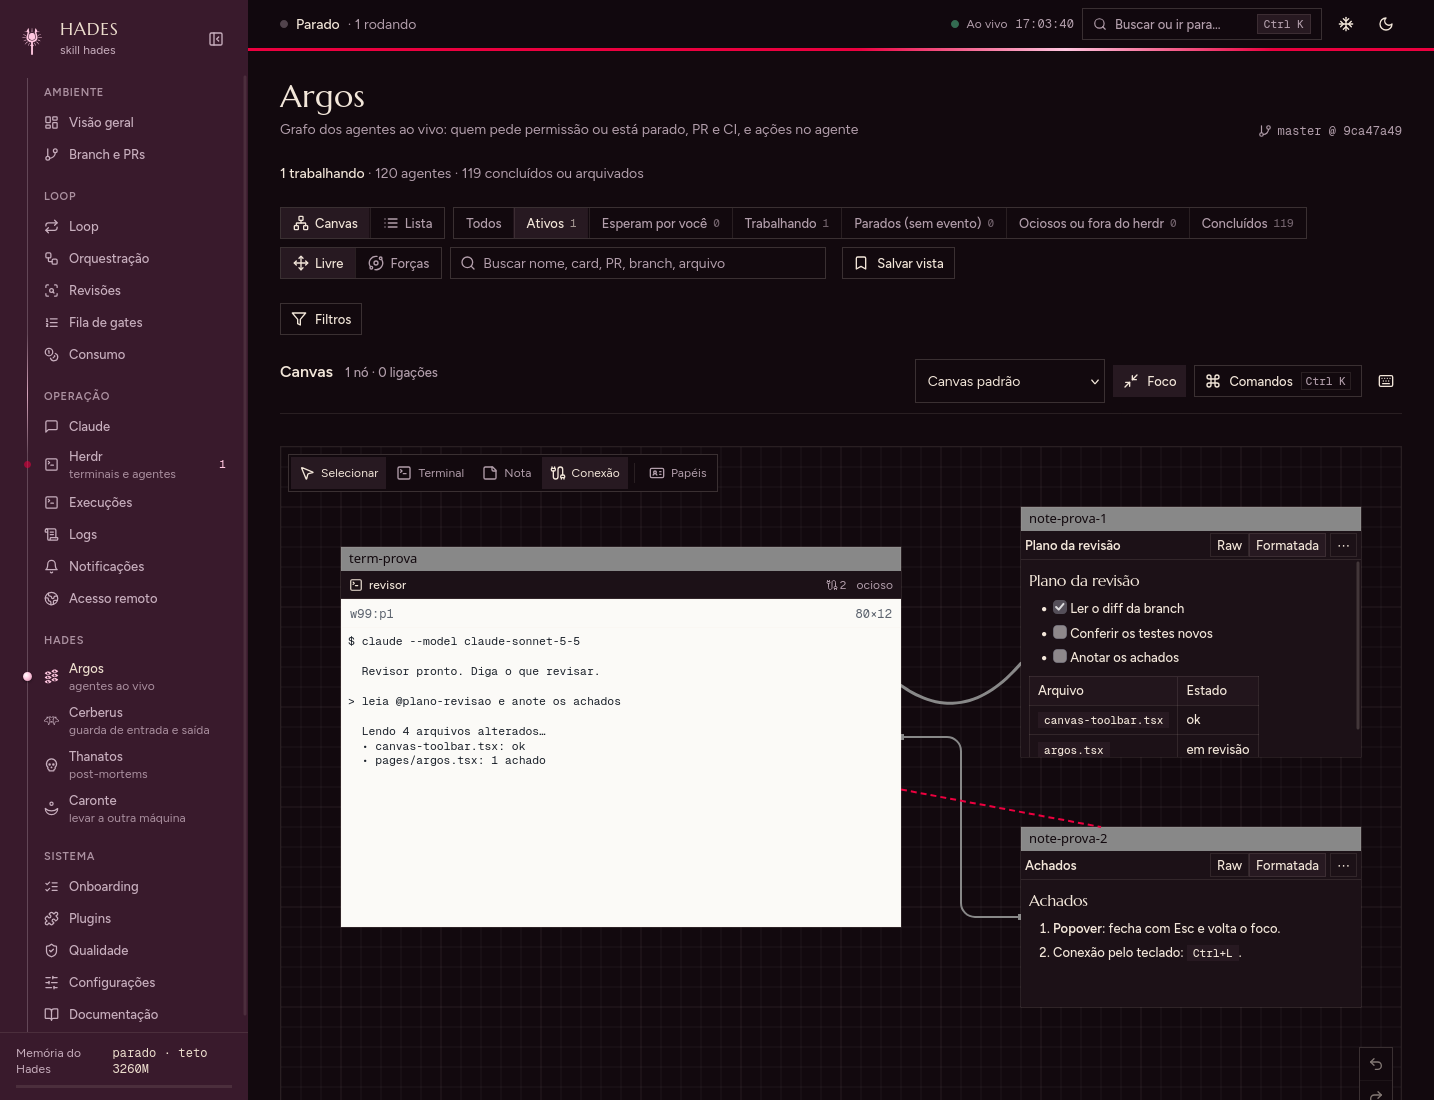 HADES
skill hades
AMBIENTE
Visão geral
Branch e PRs
LOOP
Loop
Orquestração
Revisões
Fila de gates
Consumo
OPERAÇÃO
Claude
Herdr
terminais e agentes
1
Execuções
Logs
Notificações
Acesso remoto
HADES
Argos
agentes ao vivo
Cerberus
guarda de entrada e saída
Thanatos
post-mortems
Caronte
levar a outra máquina
SISTEMA
Onboarding
Plugins
Qualidade
Configurações
Documentação
Memória do Hades
parado · teto 3260M
Parado · 1 rodando
Ao vivo 17:03:40
Buscar ou ir para... Ctrl K
Argos
Grafo dos agentes ao vivo: quem pede permissão ou está parado, PR e CI, e ações no agente
master @ 9ca47a49
1 trabalhando · 120 agentes · 119 concluídos ou arquivados
Canvas Lista Todos Ativos 1 Esperam por você 0 Trabalhando 1 Parados (sem evento) 0 Ociosos ou fora do herdr 0 Concluídos 119
Livre Forças Buscar nome, card, PR, branch, arquivo Salvar vista
Filtros
Canvas 1 nó · 0 ligações
Canvas padrão Foco Comandos Ctrl K
Selecionar Terminal Nota Conexão Papéis
term-prova
revisor 2 ocioso
w99:p1 80×12
$ claude --model claude-sonnet-5-5
Revisor pronto. Diga o que revisar.
> leia @plano-revisao e anote os achados
Lendo 4 arquivos alterados…
• canvas-toolbar.tsx: ok
• pages/argos.tsx: 1 achado
note-prova-1
Plano da revisão Raw Formatada ···
Plano da revisão
• Ler o diff da branch
• Conferir os testes novos
• Anotar os achados
Arquivo Estado
canvas-toolbar.tsx ok
argos.tsx em revisão
note-prova-2
Achados Raw Formatada ···
Achados
1. Popover: fecha com Esc e volta o foco.
2. Conexão pelo teclado: Ctrl+L .